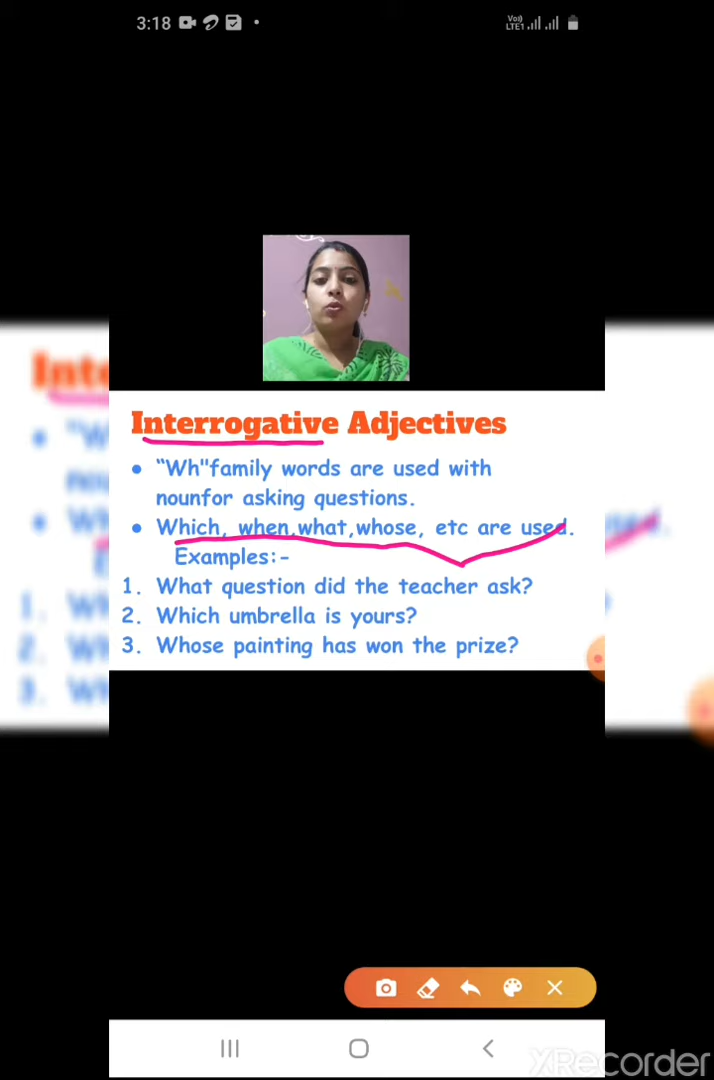 3:18
Vo)) LTE1
Interrogative Adjectives
• “Wh"family words are used with
nounfor asking questions.
• Which, when,what,whose, etc are used.
Examples:-
1. What question did the teacher ask?
2. Which umbrella is yours?
3. Whose painting has won the prize?
XRecorder